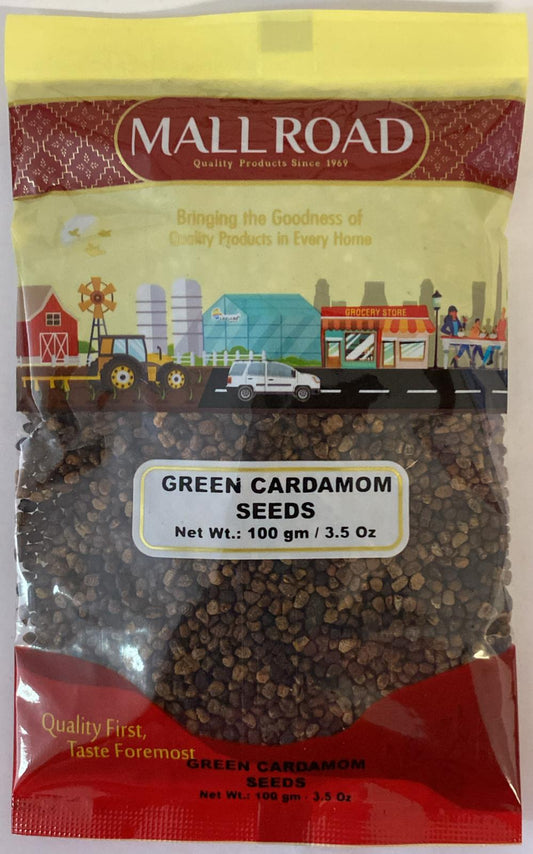 MALL ROAD
Quality Products Since 1969
Bringing the Goodness of
Quality Products in Every Home
GROCERY STORE
GREEN CARDAMOM
SEEDS
Net Wt.: 100 gm / 3.5 Oz
Quality First,
Taste Foremost
GREEN CARDAMOM
SEEDS
Net Wt.: 100 gm - 3.5 Oz